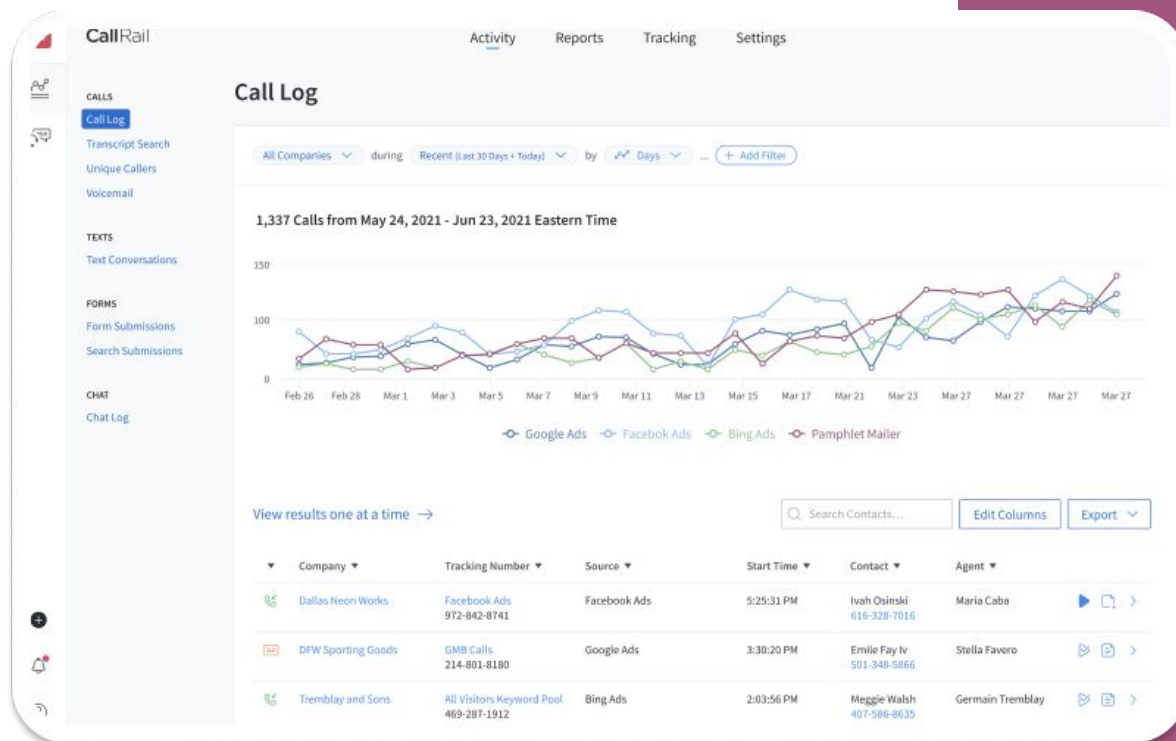 CallRail
Activity Reports Tracking Settings
CALLS
Call Log
Transcript Search
Unique Callers
Voicemail
TEXTS
Text Conversations
FORMS
Form Submissions
Search Submissions
CHAT
Chat Log
Call Log
All Companies during Recent (Last 30 Days + Today) by Days ... + Add Filter
1,337 Calls from May 24, 2021 - Jun 23, 2021 Eastern Time
150
100
0
Feb 26 Feb 28 Mar 1 Mar 3 Mar 5 Mar 7 Mar 9 Mar 11 Mar 13 Mar 15 Mar 17 Mar 21 Mar 23 Mar 27 Mar 27 Mar 27 Mar 27
Google Ads Facebok Ads Bing Ads Pamphlet Mailer
View results one at a time →
Search Contacts... Edit Columns Export
Company Tracking Number Source Start Time Contact Agent
Dallas Neon Works Facebook Ads Facebook Ads 5:25:31 PM Ivah Osinski Maria Caba
972-842-8741 616-328-7016
DFW Sporting Goods GMB Calls Google Ads 3:30:20 PM Emile Fay Iv Stella Favero
214-801-8180 501-348-5866
Tremblay and Sons All Visitors Keyword Pool Bing Ads 2:03:56 PM Meggie Walsh Germain Tremblay
469-287-1912 407-586-8635